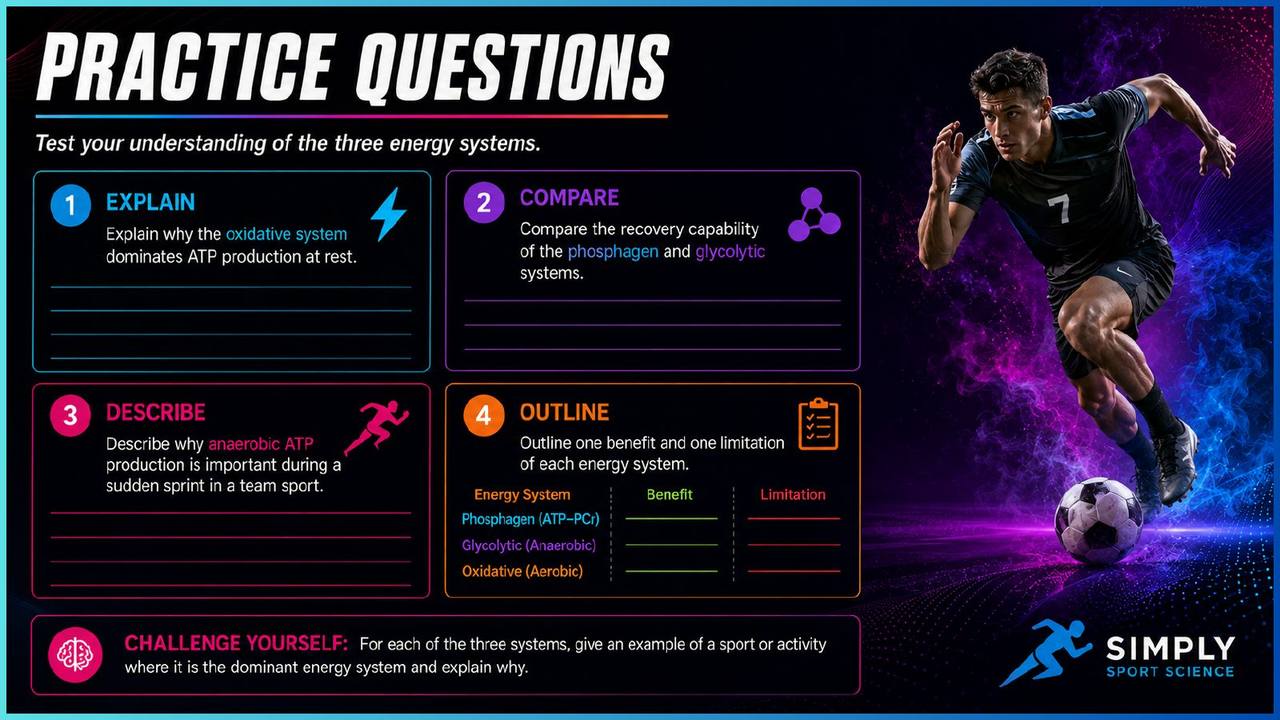 PRACTICE QUESTIONS
Test your understanding of the three energy systems.
1 EXPLAIN
Explain why the oxidative system
dominates ATP production at rest.
2 COMPARE
Compare the recovery capability
of the phosphagen and glycolytic
systems.
3 DESCRIBE
Describe why anaerobic ATP
production is important during a
sudden sprint in a team sport.
4 OUTLINE
Outline one benefit and one limitation
of each energy system.
Energy System Benefit Limitation
Phosphagen (ATP–PCr)
Glycolytic (Anaerobic)
Oxidative (Aerobic)
CHALLENGE YOURSELF: For each of the three systems, give an example of a sport or activity
where it is the dominant energy system and explain why.
7
SIMPLY
SPORT SCIENCE